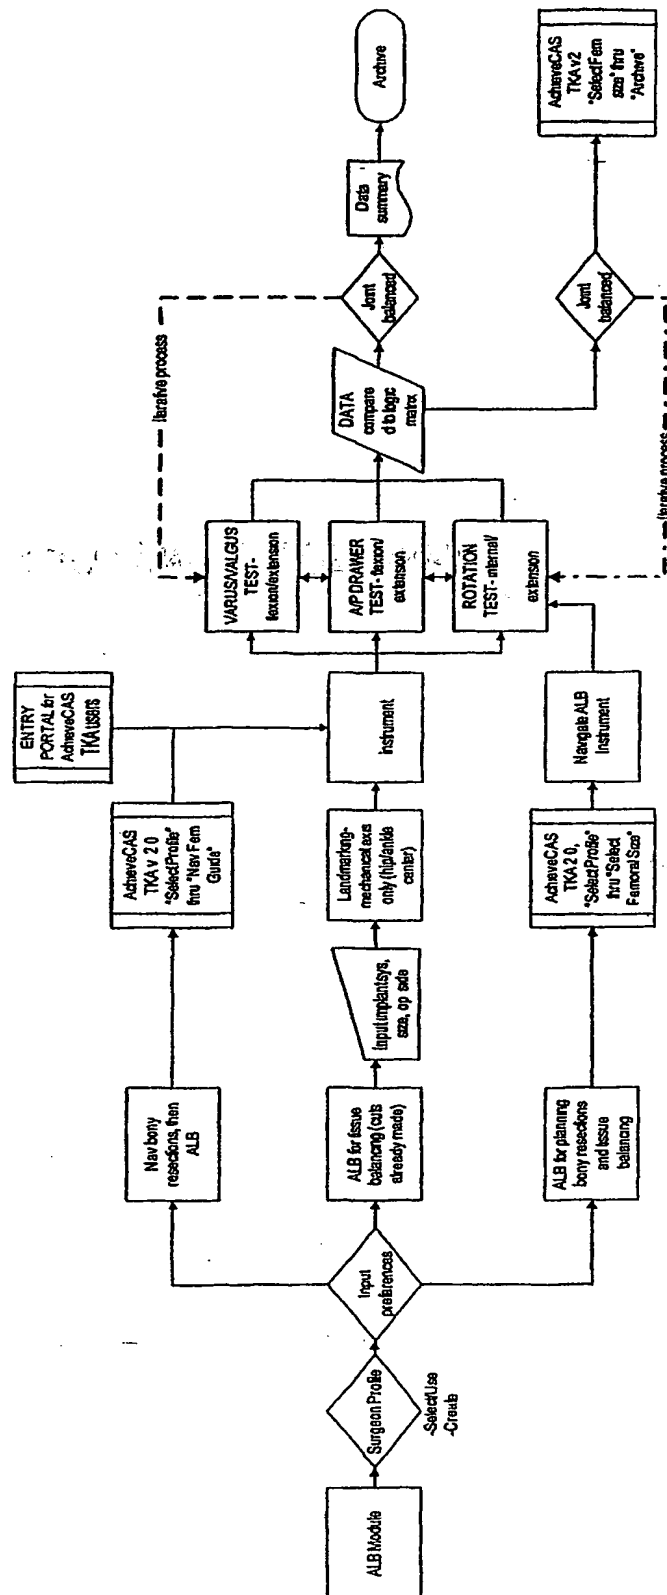 ALB Module
Surgeon Profile
-Select/Use
-Create
Input
preferences
Nav bony
resections, then
ALB
ALB for tissue
balancing (cuts
already made)
ALB for planning
bony resections
and tissue
balancing
Input implant sys,
size, op side
AchieveCAS
TKA v 2.0
"Select Profile"
thru "Nav Fem
Guide"
Landmarking-
mechanical axis
only (hip/ankle
center)
AchieveCAS
TKA 2.0,
"Select Profile"
thru "Select
Femoral Size"
ENTRY
PORTAL for
AchieveCAS
TKA users
instrument
Navigate ALB
Instrument
VARUS/VALGUS
TEST-
flexion/extension
A/P DRAWER
TEST - flexion/
extension
ROTATION
TEST - internal/
extension
DATA
compare
d to logic
matrix
Iterative process
Joint
balanced
Joint
balanced
Iterative process
Data
summary
Archive
AchieveCAS
TKA v2
"Select Fem
size" thru
"Archive"